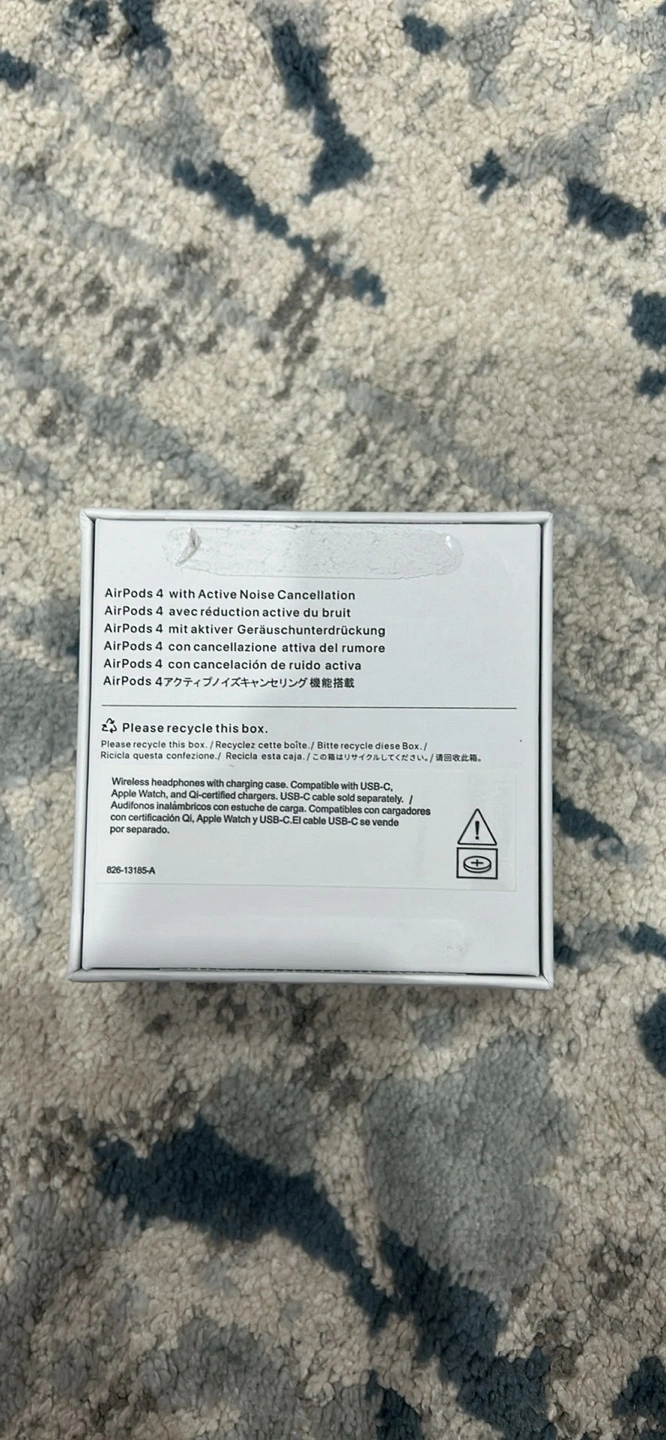 AirPods 4 with Active Noise Cancellation
AirPods 4 avec réduction active du bruit
AirPods 4 mit aktiver Geräuschunterdrückung
AirPods 4 con cancellazione attiva del rumore
AirPods 4 con cancelación de ruido activa
AirPods 4アクティブノイズキャンセリング機能搭載
Please recycle this box.
Please recycle this box. / Recyclez cette boîte. / Bitte recycle diese Box. /
Ricicla questa confezione. / Recicla esta caja. / この箱はリサイクルしてください。/ 请回收此箱。
Wireless headphones with charging case. Compatible with USB-C,
Apple Watch, and Qi-certified chargers. USB-C cable sold separately. /
Audífonos inalámbricos con estuche de carga. Compatibles con cargadores
con certificación Qi, Apple Watch y USB-C.El cable USB-C se vende
por separado.
826-13185-A